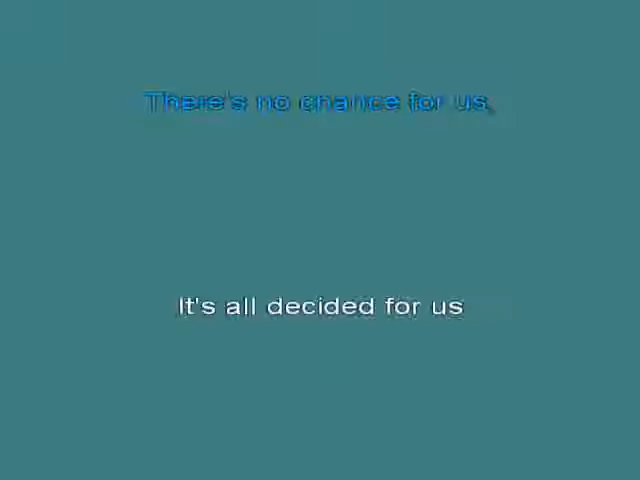 There's no chance for us,
It's all decided for us